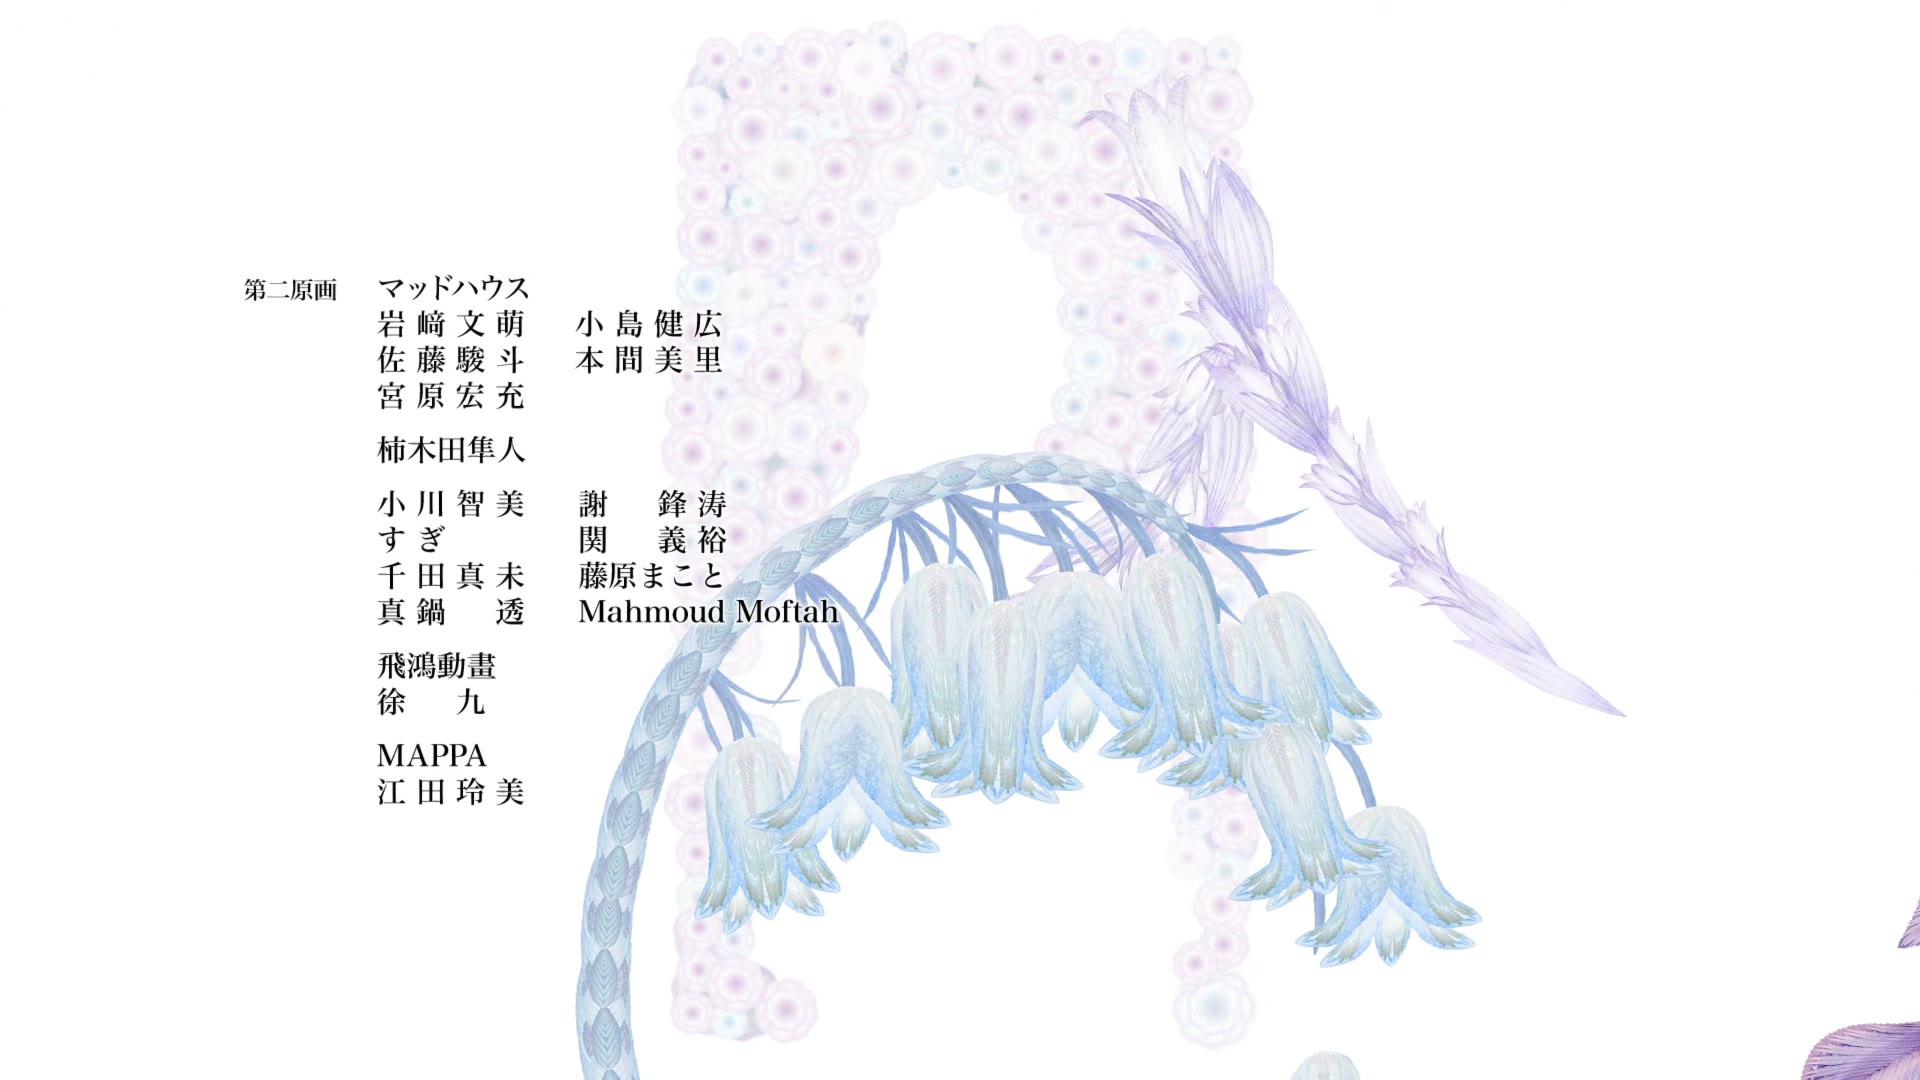 第二原画 マッドハウス
岩﨑文萌 小島健広
佐藤駿斗 本間美里
宮原宏充
柿木田隼人
小川智美 謝鋒涛
すぎ 関義裕
千田真未 藤原まこと
真鍋透 Mahmoud Moftah
飛鴻動畫
徐九
MAPPA
江田玲美